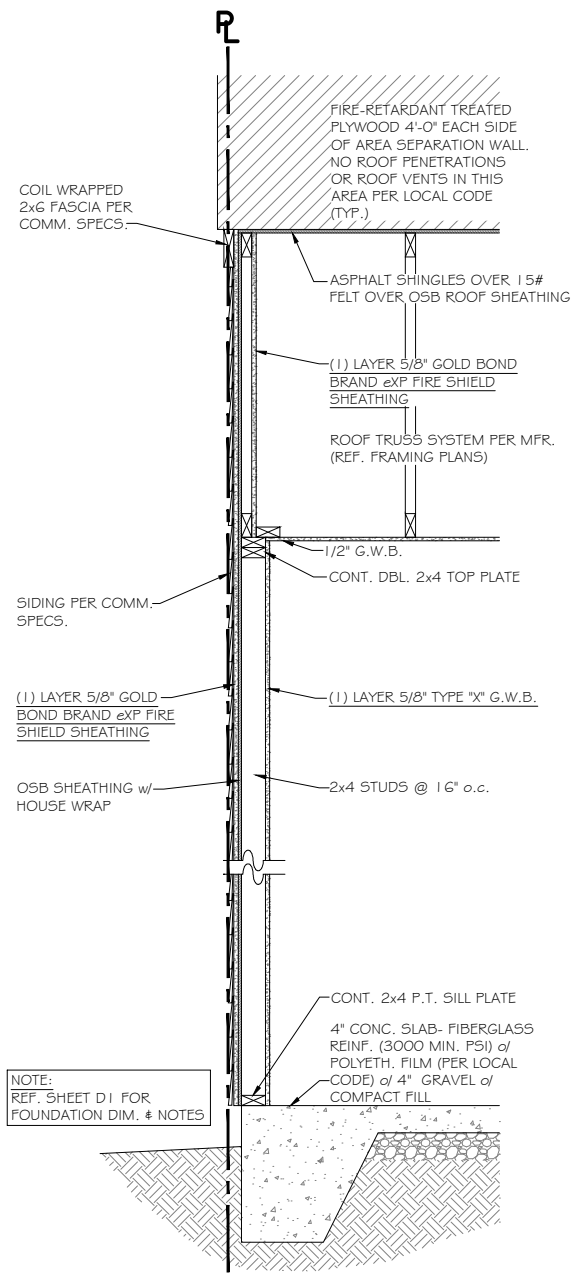 PL
FIRE-RETARDANT TREATED
PLYWOOD 4'-0" EACH SIDE
OF AREA SEPARATION WALL.
NO ROOF PENETRATIONS
OR ROOF VENTS IN THIS
AREA PER LOCAL CODE
(TYP.)
COIL WRAPPED
2x6 FASCIA PER
COMM. SPECS.
ASPHALT SHINGLES OVER 15#
FELT OVER OSB ROOF SHEATHING
(1) LAYER 5/8" GOLD BOND
BRAND eXP FIRE SHIELD
SHEATHING
ROOF TRUSS SYSTEM PER MFR.
(REF. FRAMING PLANS)
1/2" G.W.B.
CONT. DBL. 2x4 TOP PLATE
SIDING PER COMM.
SPECS.
(1) LAYER 5/8" GOLD
BOND BRAND eXP FIRE
SHIELD SHEATHING
(1) LAYER 5/8" TYPE "X" G.W.B.
OSB SHEATHING w/
HOUSE WRAP
2x4 STUDS @ 16" o.c.
CONT. 2x4 P.T. SILL PLATE
4" CONC. SLAB- FIBERGLASS
REINF. (3000 MIN. PSI) o/
POLYETH. FILM (PER LOCAL
CODE) o/ 4" GRAVEL o/
COMPACT FILL
NOTE:
REF. SHEET D1 FOR
FOUNDATION DIM. & NOTES